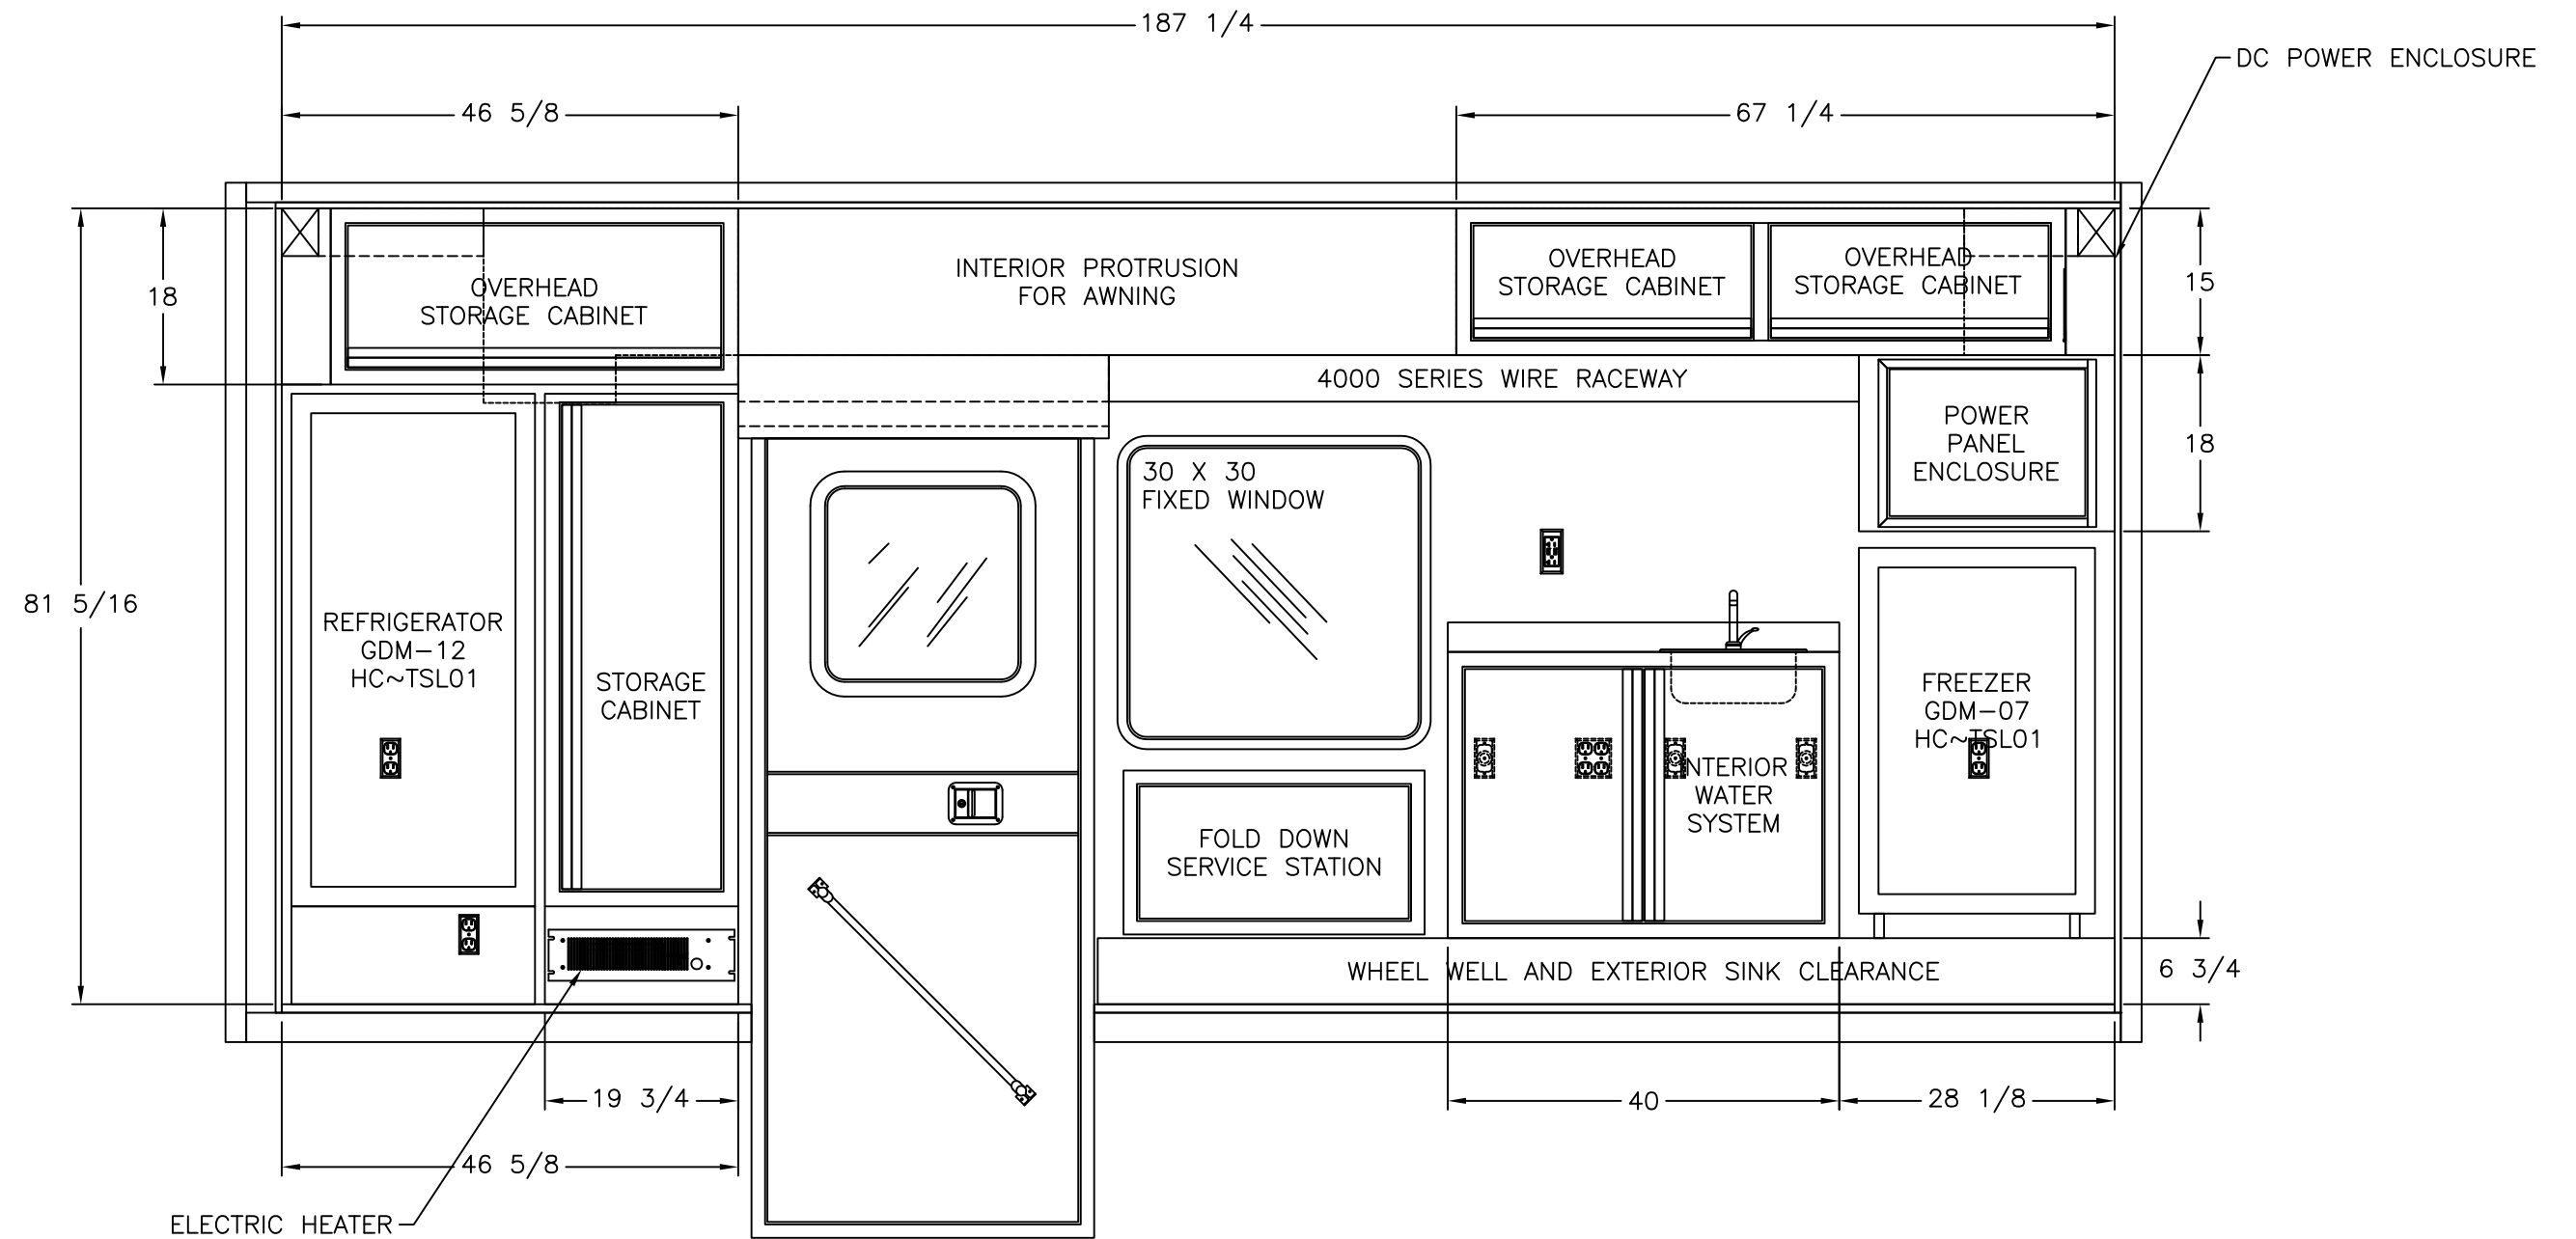 187 1/4
DC POWER ENCLOSURE
46 5/8
67 1/4
INTERIOR PROTRUSION
FOR AWNING
OVERHEAD
STORAGE CABINET
OVERHEAD
STORAGE CABINET
OVERHEAD
STORAGE CABINET
18
15
4000 SERIES WIRE RACEWAY
POWER
PANEL
ENCLOSURE
18
30 X 30
FIXED WINDOW
81 5/16
REFRIGERATOR
GDM-12
HC~TSL01
STORAGE
CABINET
FREEZER
GDM-07
HC~TSL01
INTERIOR
WATER
SYSTEM
FOLD DOWN
SERVICE STATION
WHEEL WELL AND EXTERIOR SINK CLEARANCE
6 3/4
19 3/4
40
28 1/8
46 5/8
ELECTRIC HEATER